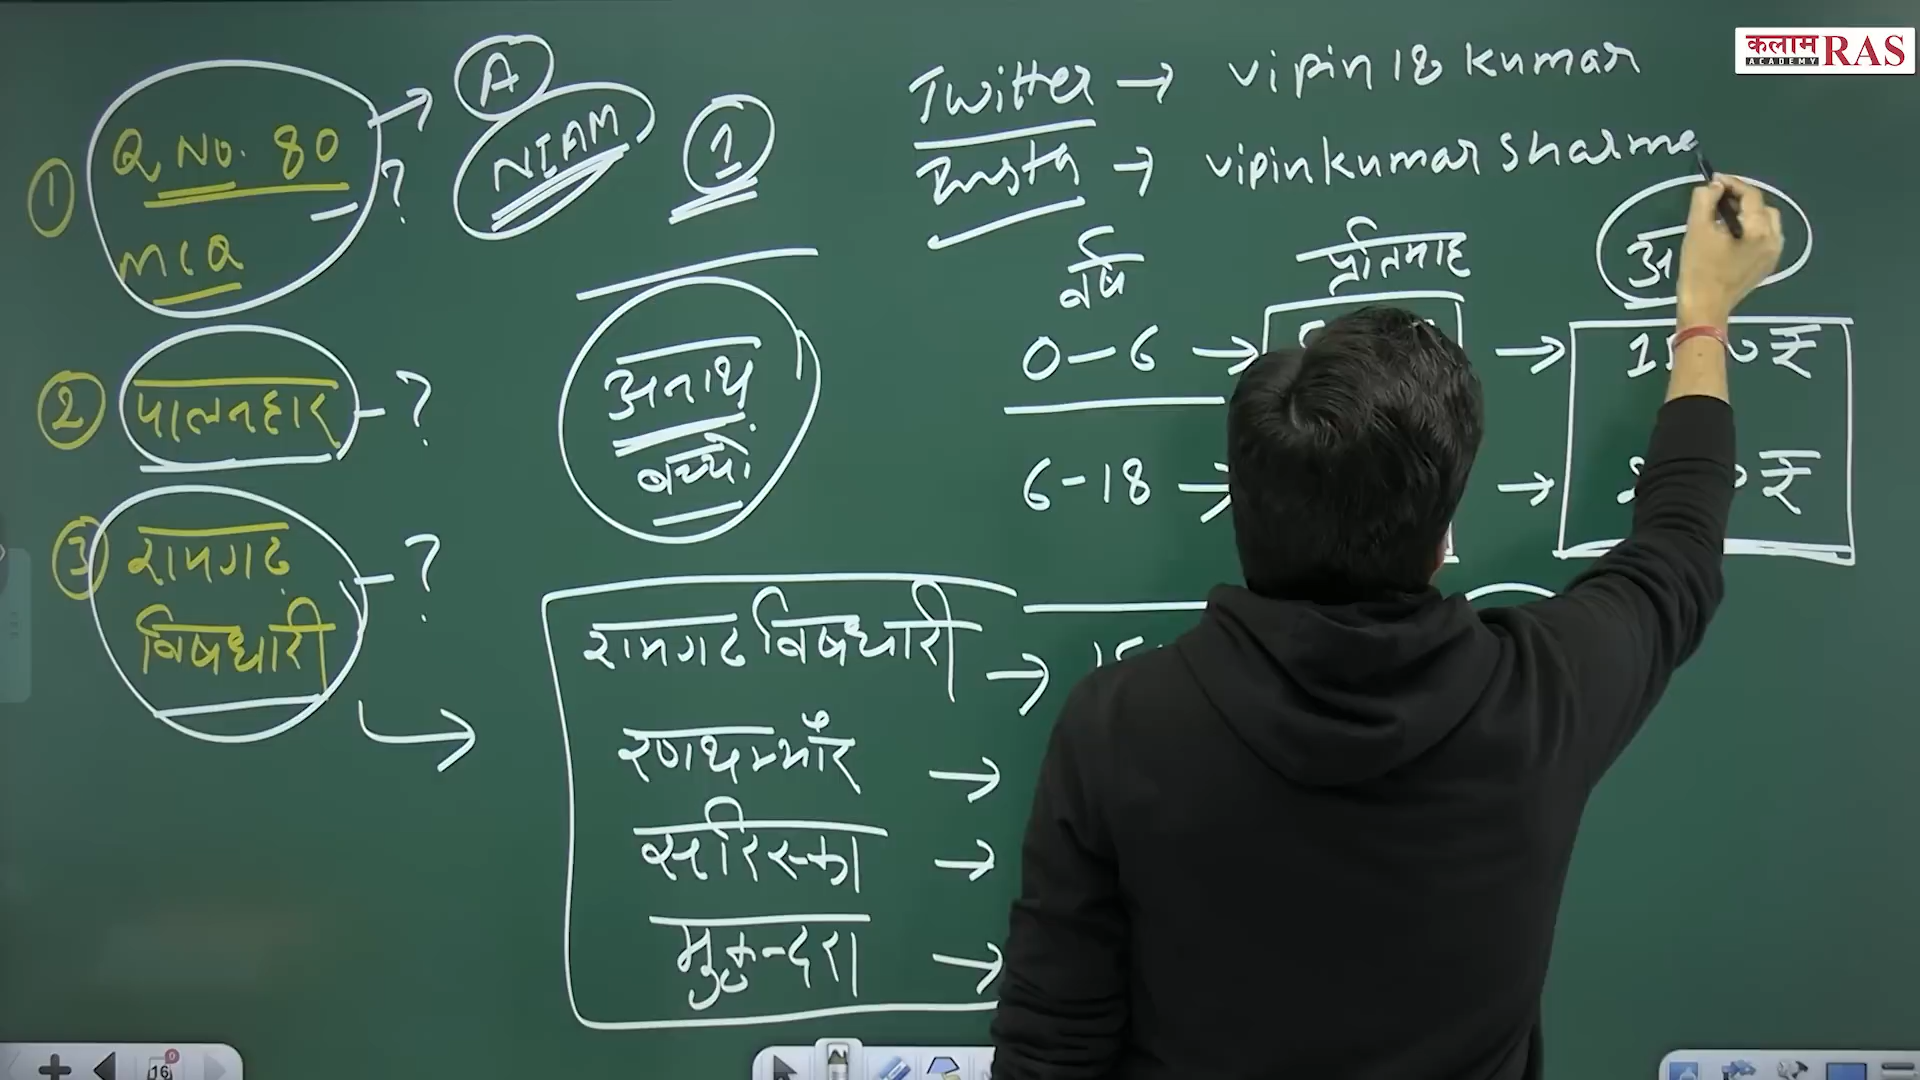 कलाम RAS
ACADEMY
Twitter → vipin18kumar
Insta → vipinkumarsharma
① Q No. 80 → A
MCQ - ?
NIAM
1
② पालनहार - ?
③ रामगढ़ - ?
विषधारी
अनाथ
बच्चों
वर्ष प्रतिमाह
0-6 → → ₹
6-18 → → ₹
रामगढ विषधारी →
रणथम्भौर →
सरिस्का →
मुकुन्दरा →
16